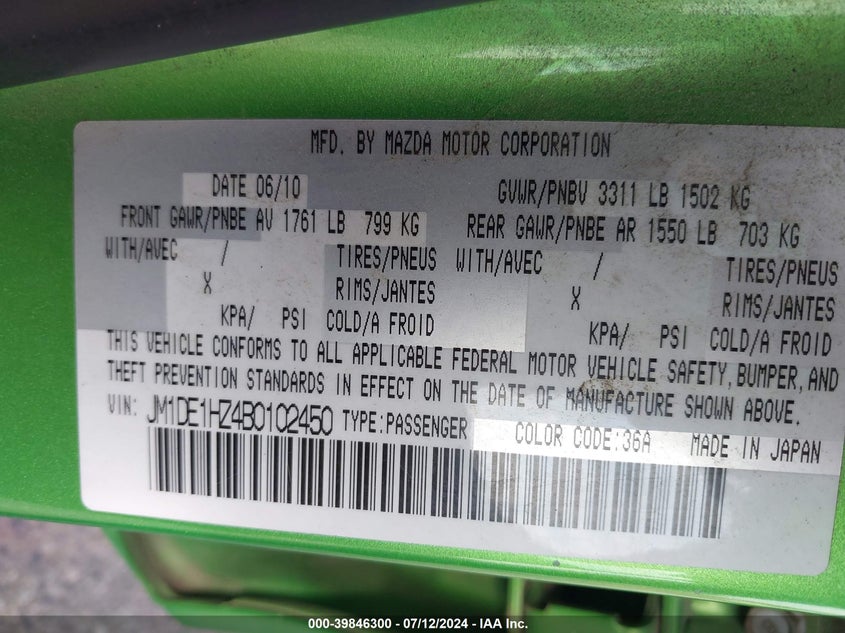 MFD. BY MAZDA MOTOR CORPORATION
DATE 06/10 GVWR/PNBV 3311 LB 1502 KG
FRONT GAWR/PNBE AV 1761 LB 799 KG REAR GAWR/PNBE AR 1550 LB 703 KG
WITH/AVEC / TIRES/PNEUS WITH/AVEC / TIRES/PNEUS
X RIMS/JANTES X RIMS/JANTES
KPA/ PSI COLD/A FROID KPA/ PSI COLD/A FROID
THIS VEHICLE CONFORMS TO ALL APPLICABLE FEDERAL MOTOR VEHICLE SAFETY, BUMPER, AND
THEFT PREVENTION STANDARDS IN EFFECT ON THE DATE OF MANUFACTURE SHOWN ABOVE.
VIN: JM1DE1HZ4B0102450 TYPE:PASSENGER COLOR CODE:36A MADE IN JAPAN
000-39846300 - 07/12/2024 - IAA Inc.